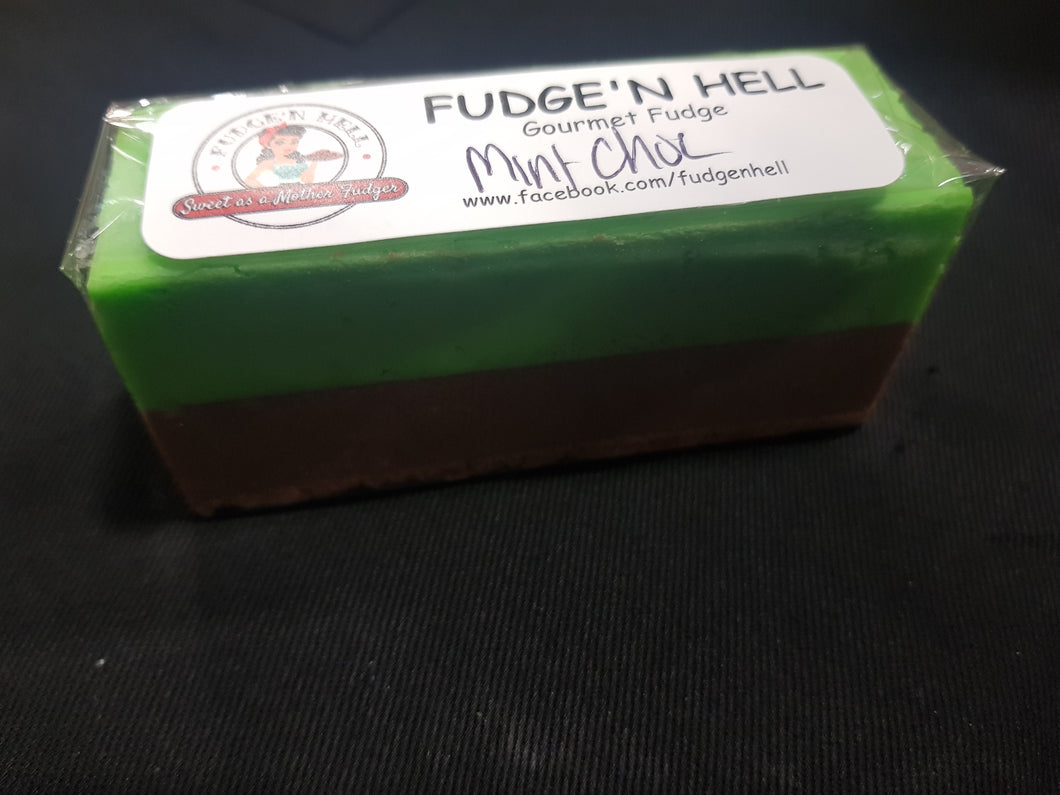 FUDGE'N HELL
Sweet as a Mother Fudger
FUDGE'N HELL
Gourmet Fudge
Mint Choc
www.facebook.com/fudgenhell